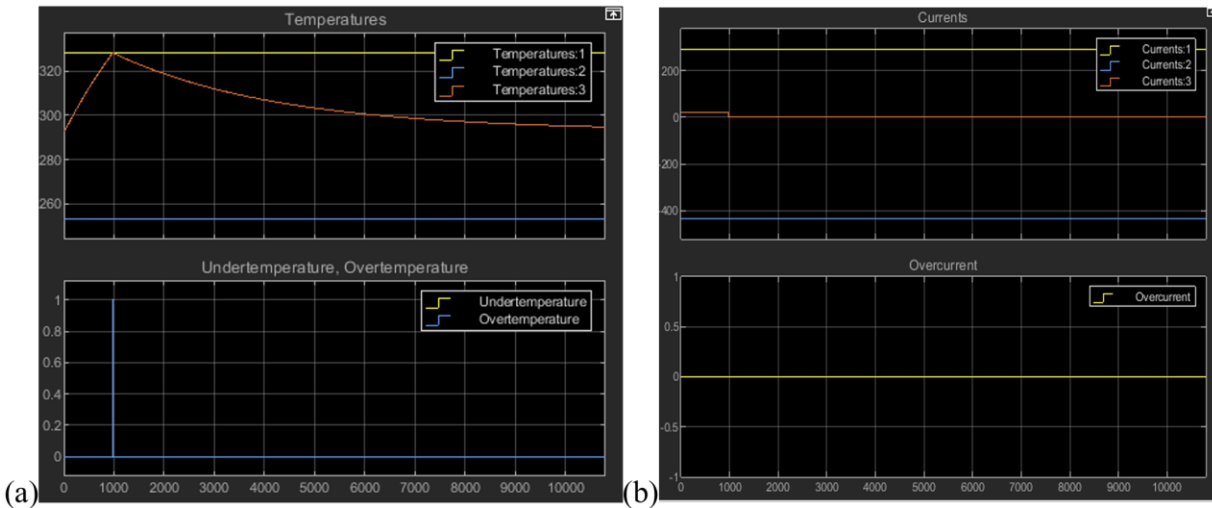 Temperatures
320
300
280
260
Temperatures:1
Temperatures:2
Temperatures:3
Undertemperature, Overtemperature
1
0.8
0.6
0.4
0.2
0
Undertemperature
Overtemperature
0 1000 2000 3000 4000 5000 6000 7000 8000 9000 10000
(a)
Currents
200
0
-200
-400
Currents:1
Currents:2
Currents:3
Overcurrent
1
0.5
0
-0.5
-1
Overcurrent
0 1000 2000 3000 4000 5000 6000 7000 8000 9000 10000
(b)